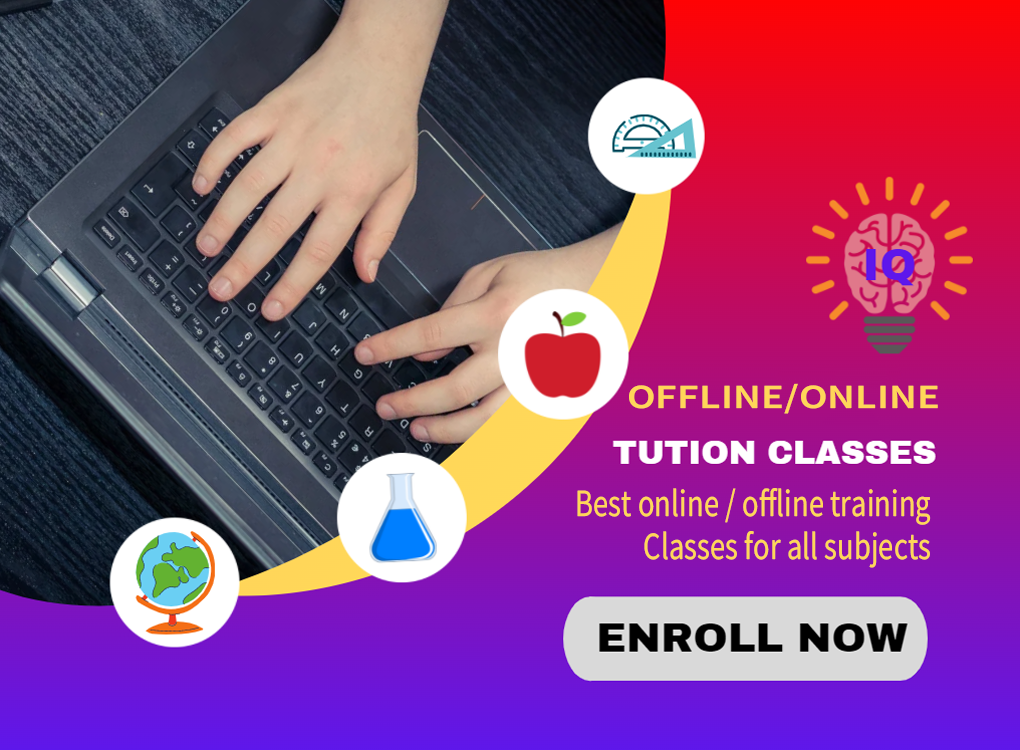 IQ
OFFLINE/ONLINE
TUTION CLASSES
Best online / offline training
Classes for all subjects
ENROLL NOW